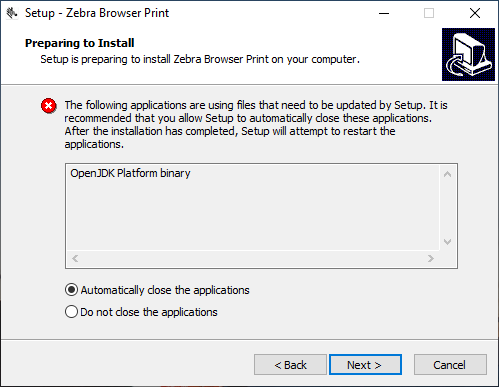 Setup - Zebra Browser Print
Preparing to Install
Setup is preparing to install Zebra Browser Print on your computer.
The following applications are using files that need to be updated by Setup. It is
recommended that you allow Setup to automatically close these applications.
After the installation has completed, Setup will attempt to restart the
applications.
OpenJDK Platform binary
Automatically close the applications
Do not close the applications
< Back
Next >
Cancel